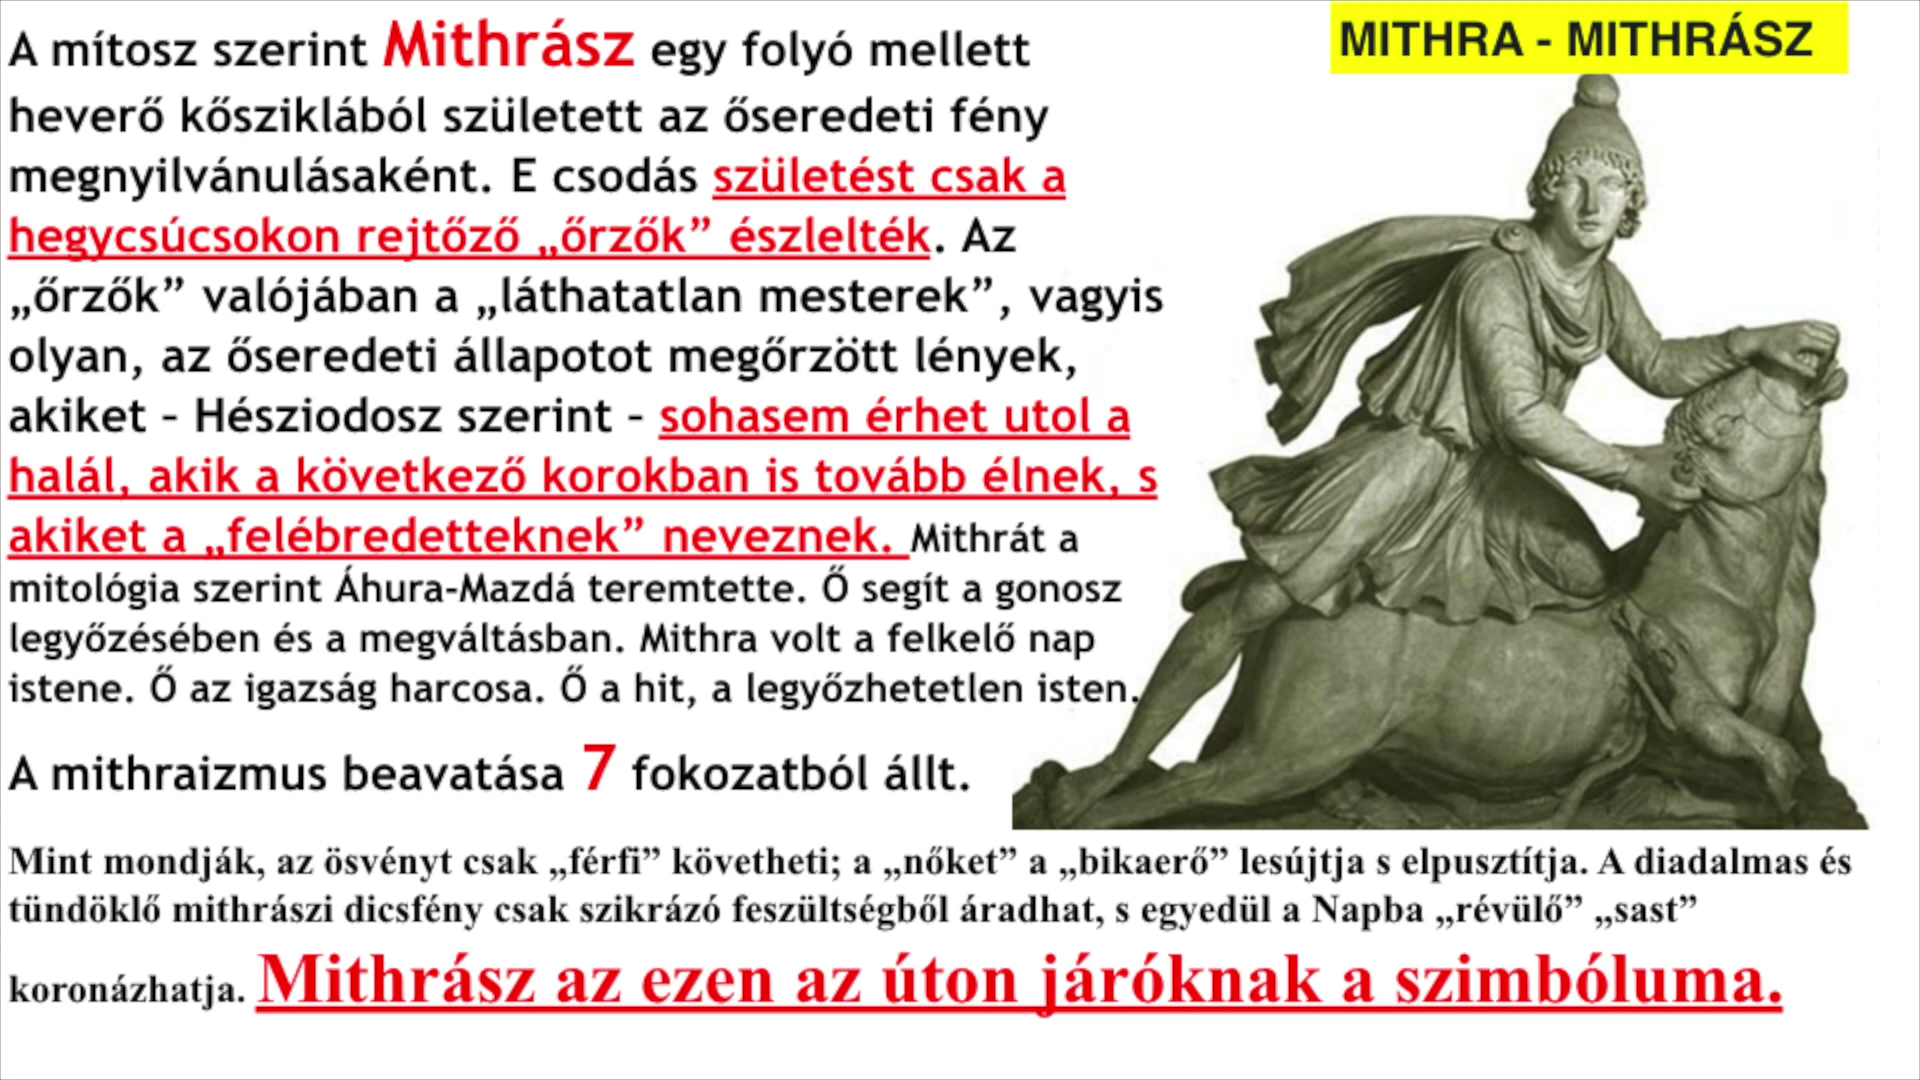 MITHRA - MITHRÁSZ
A mítosz szerint Mithrász egy folyó mellett
heverő kősziklából született az őseredeti fény
megnyilvánulásaként. E csodás születést csak a
hegycsúcsokon rejtőző „őrzők” észlelték. Az
„őrzők” valójában a „láthatatlan mesterek”, vagyis
olyan, az őseredeti állapotot megőrzött lények,
akiket – Hésziodosz szerint – sohasem érhet utol a
halál, akik a következő korokban is tovább élnek, s
akiket a „felébredetteknek” neveznek. Mithrát a
mitológia szerint Áhura-Mazdá teremtette. Ő segít a gonosz
legyőzésében és a megváltásban. Mithra volt a felkelő nap
istene. Ő az igazság harcosa. Ő a hit, a legyőzhetetlen isten.
A mithraizmus beavatása 7 fokozatból állt.
Mint mondják, az ösvényt csak „férfi” követheti; a „nőket” a „bikaerő” lesújtja s elpusztítja. A diadalmas és
tündöklő mithrászi dicsfény csak szikrázó feszültségből áradhat, s egyedül a Napba „révülő” „sast”
koronázhatja. Mithrász az ezen az úton járóknak a szimbóluma.